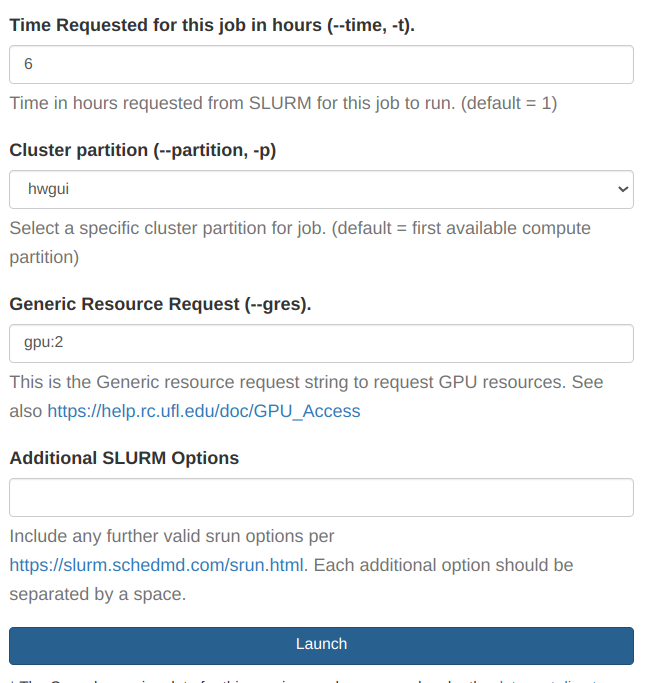 Time Requested for this job in hours (--time, -t).
6
Time in hours requested from SLURM for this job to run. (default = 1)
Cluster partition (--partition, -p)
hwgui
Select a specific cluster partition for job. (default = first available compute
partition)
Generic Resource Request (--gres).
gpu:2
This is the Generic resource request string to request GPU resources. See
also https://help.rc.ufl.edu/doc/GPU_Access
Additional SLURM Options
Include any further valid srun options per
https://slurm.schedmd.com/srun.html. Each additional option should be
separated by a space.
Launch